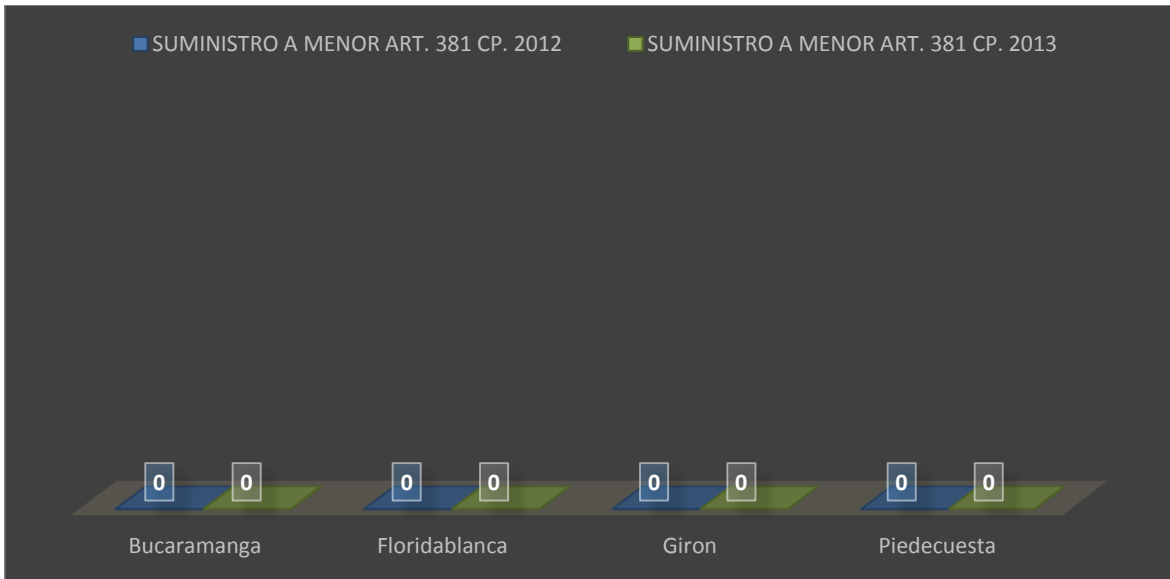 SUMINISTRO A MENOR ART. 381 CP. 2012 SUMINISTRO A MENOR ART. 381 CP. 2013
0 0 0 0 0 0 0 0
Bucaramanga Floridablanca Giron Piedecuesta